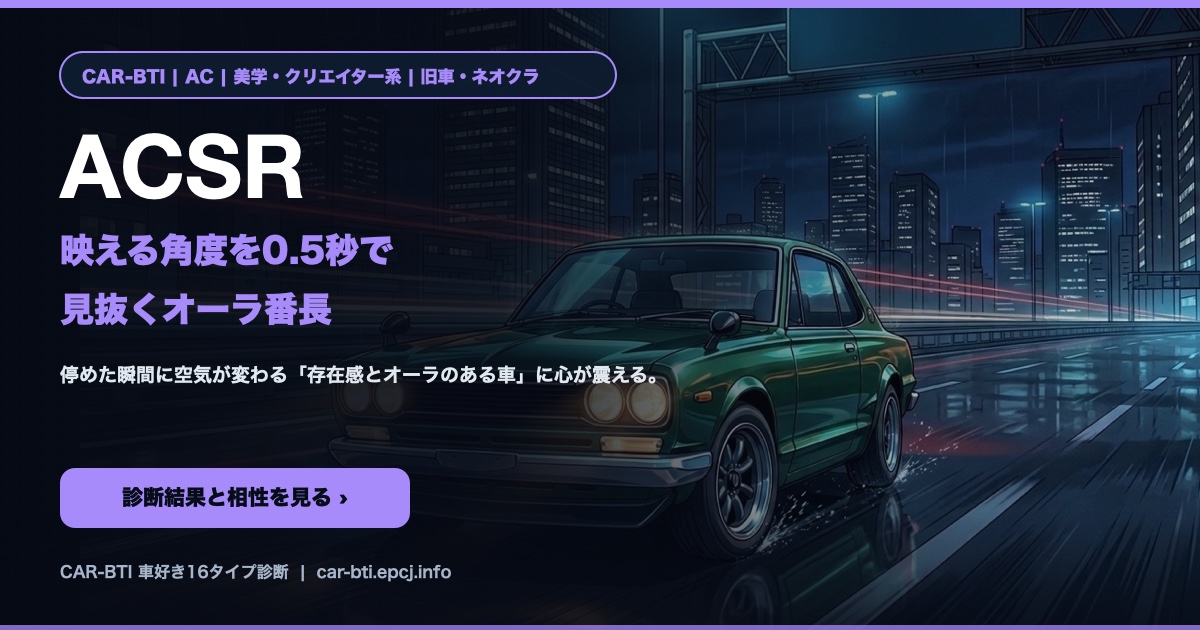 CAR-BTI | AC | 美学・クリエイター系 | 旧車・ネオクラ
ACSR
映える角度を0.5秒で
見抜くオーラ番長
停めた瞬間に空気が変わる「存在感とオーラのある車」に心が震える。
診断結果と相性を見る ›
CAR-BTI 車好き16タイプ診断 | car-bti.epcj.info